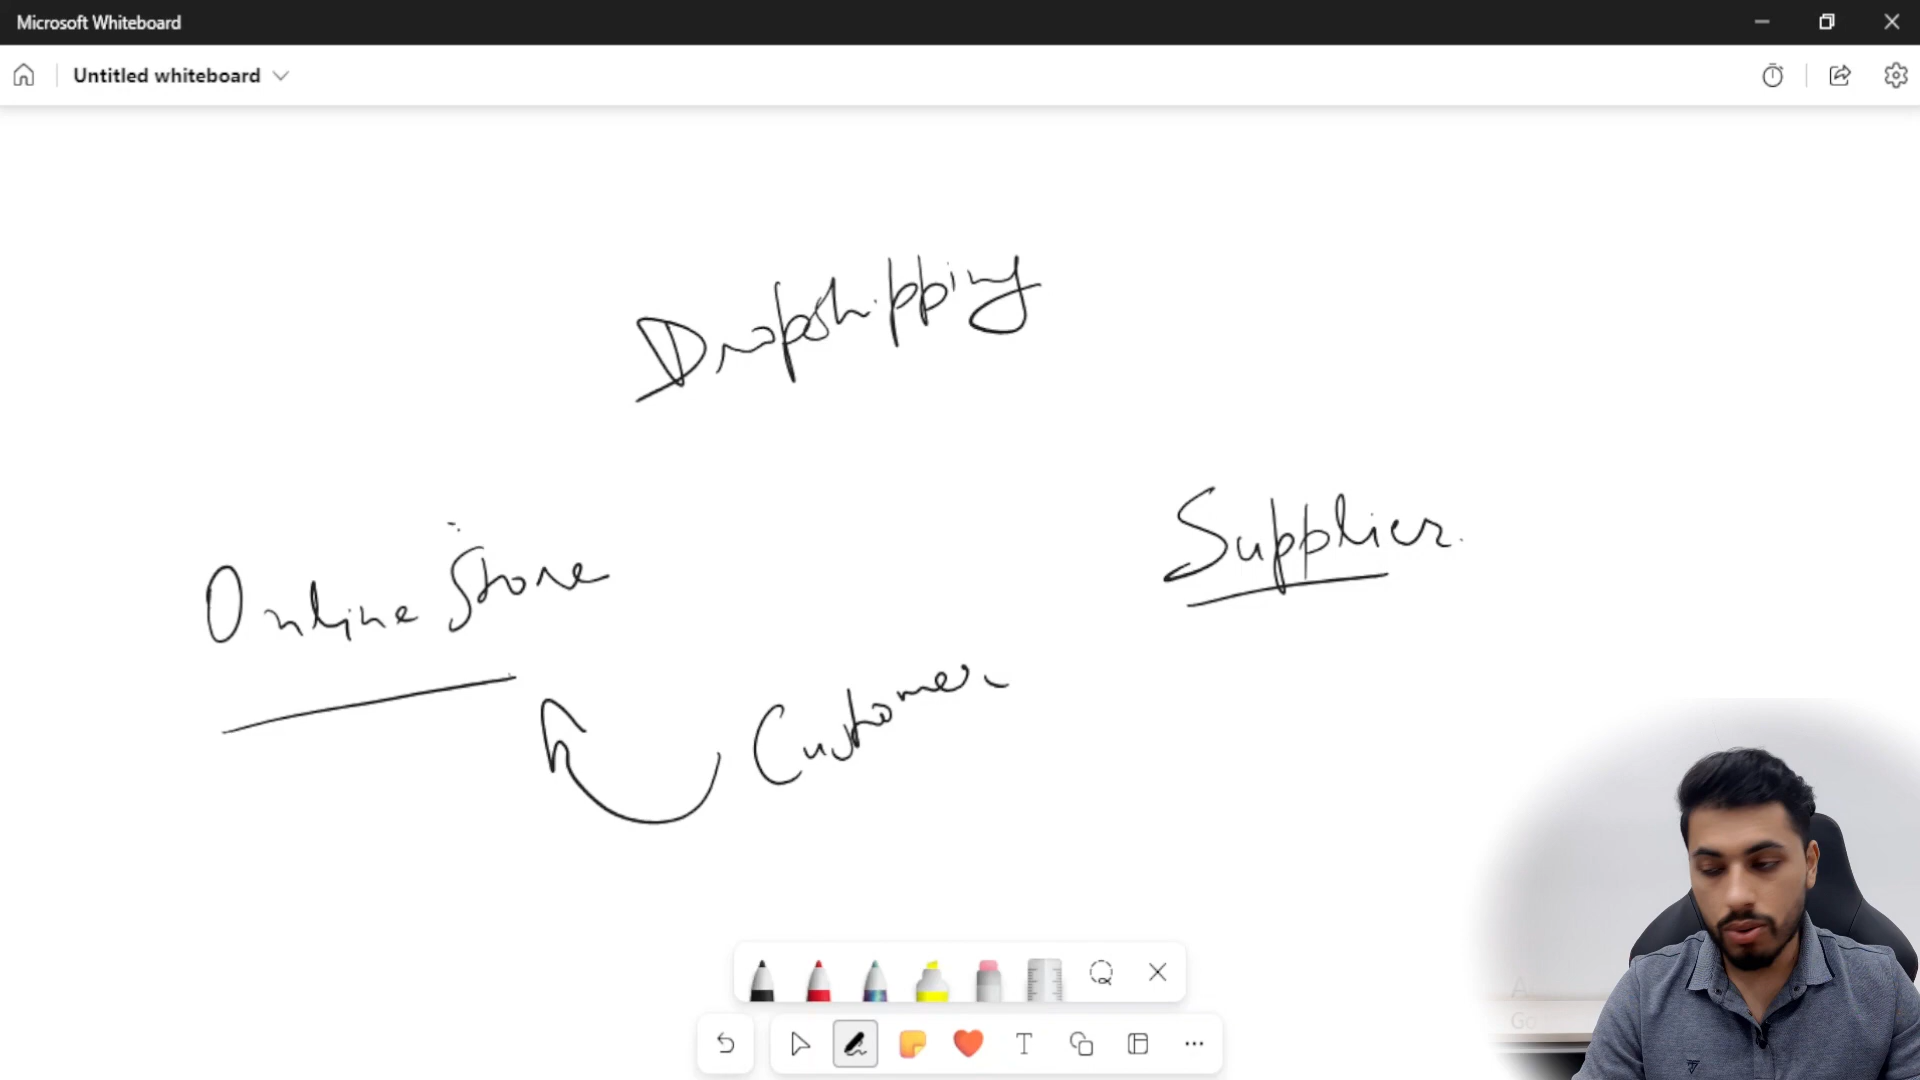 Microsoft Whiteboard
Untitled whiteboard
Dropshipping
Supplier.
Online Store
Customer
T